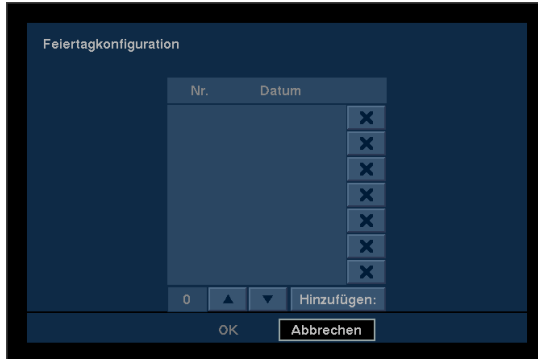 Feiertagkonfiguration
Nr. Datum
0 Hinzufügen:
OK Abbrechen